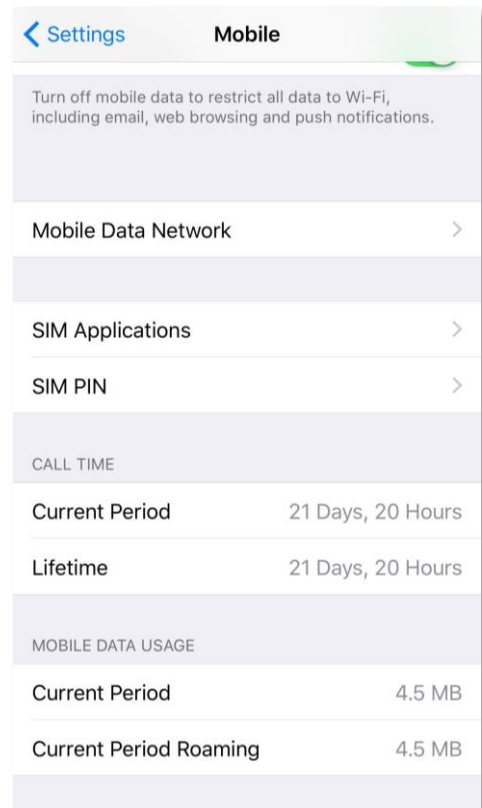 Settings Mobile
Turn off mobile data to restrict all data to Wi-Fi,
including email, web browsing and push notifications.
Mobile Data Network
SIM Applications
SIM PIN
CALL TIME
Current Period 21 Days, 20 Hours
Lifetime 21 Days, 20 Hours
MOBILE DATA USAGE
Current Period 4.5 MB
Current Period Roaming 4.5 MB